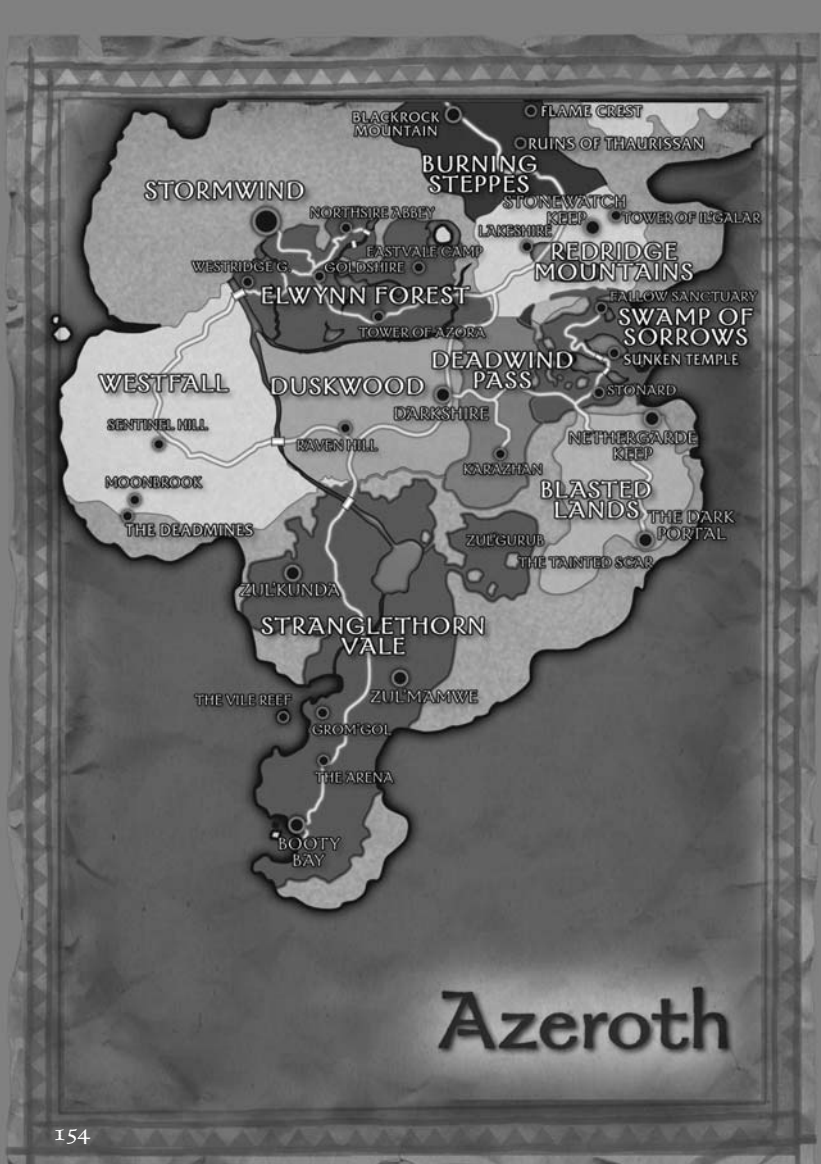 BLACKROCK
MOUNTAIN
FLAME CREST
RUINS OF THAURISSAN
BURNING
STEPPES
STORMWIND
NORTHSIRE ABBEY
STONEWATCH
KEEP
TOWER OF IL'GALAR
LAKESHIRE
REDRIDGE
MOUNTAINS
EASTVALE CAMP
WESTRIDGE G.
GOLDSHIRE
ELWYNN FOREST
TOWER OF AZORA
FALLOW SANCTUARY
SWAMP OF
SORROWS
SUNKEN TEMPLE
STONARD
DEADWIND
PASS
WESTFALL
DUSKWOOD
DARKSHIRE
SENTINEL HILL
RAVEN HILL
KARAZHAN
NETHERGARDE
KEEP
MOONBROOK
THE DEADMINES
BLASTED
LANDS
THE DARK
PORTAL
ZUL'GURUB
THE TAINTED SCAR
ZUL'KUNDA
STRANGLETHORN
VALE
ZUL'MAMWE
THE VILE REEF
GROM'GOL
THE ARENA
BOOTY
BAY
Azeroth
154